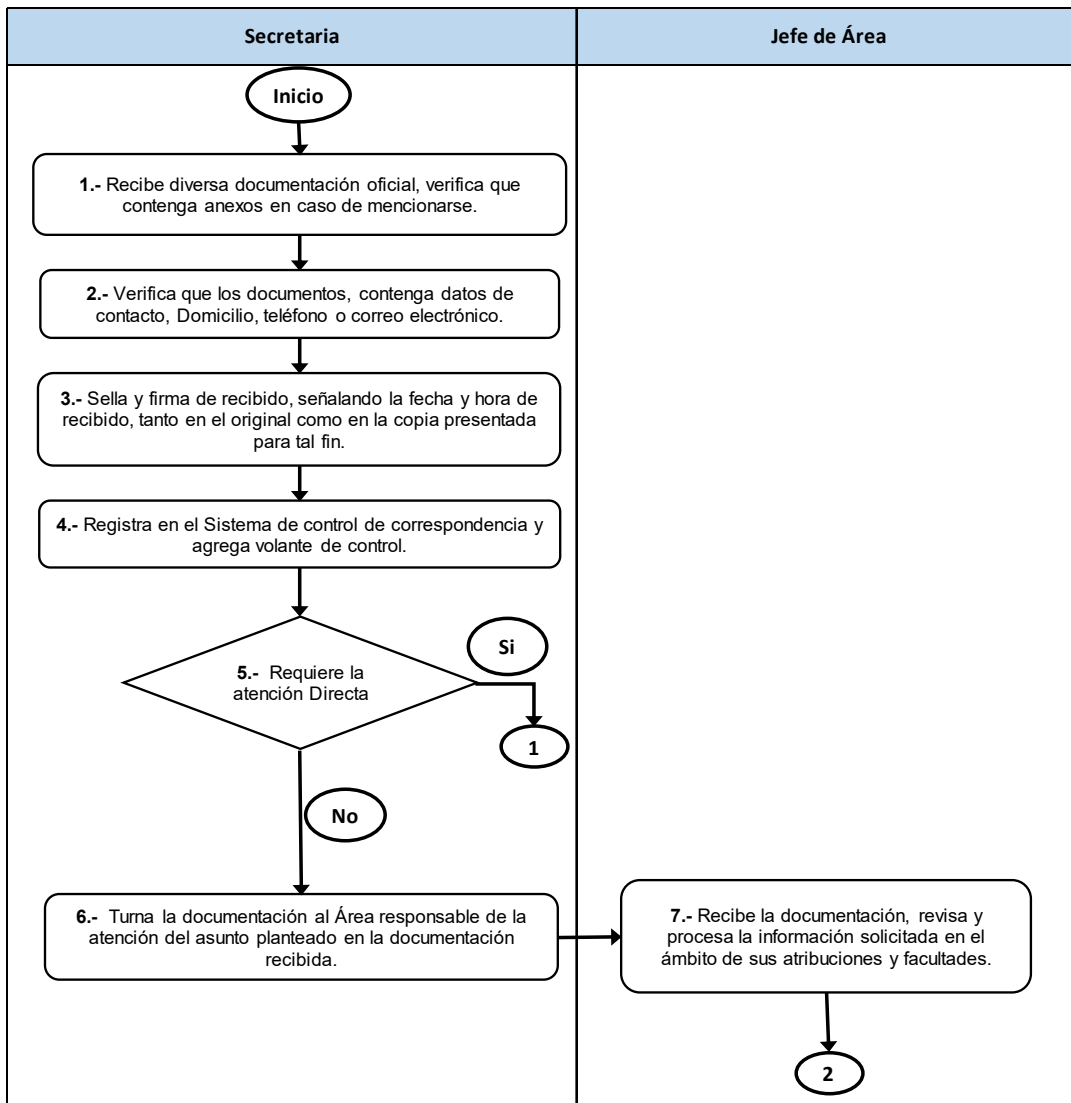 Secretaria
Jefe de Área
Inicio
1.- Recibe diversa documentación oficial, verifica que
contenga anexos en caso de mencionarse.
2.- Verifica que los documentos, contenga datos de
contacto, Domicilio, teléfono o correo electrónico.
3.- Sella y firma de recibido, señalando la fecha y hora de
recibido, tanto en el original como en la copia presentada
para tal fin.
4.- Registra en el Sistema de control de correspondencia y
agrega volante de control.
5.- Requiere la
atención Directa
Si
1
No
6.- Turna la documentación al Área responsable de la
atención del asunto planteado en la documentación
recibida.
7.- Recibe la documentación, revisa y
procesa la información solicitada en el
ámbito de sus atribuciones y facultades.
2